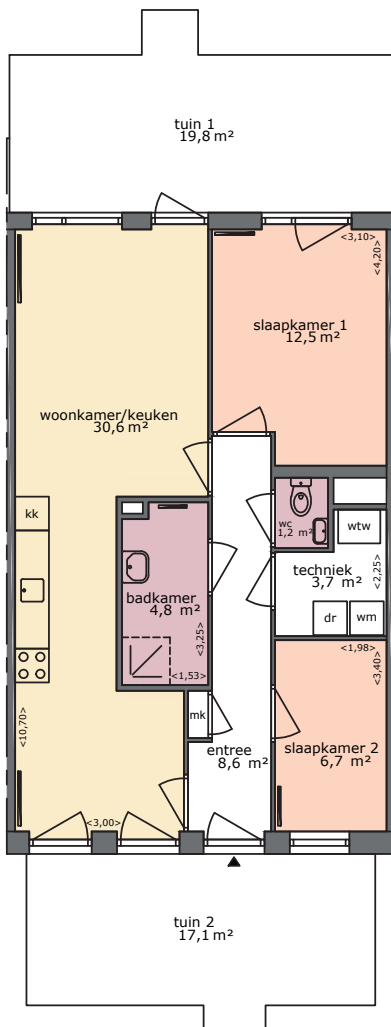 tuin 1
19,8 m²
<3,10>
<4,20>
slaapkamer 1
12,5 m²
woonkamer/keuken
30,6 m²
kk
wc
1,2 m²
wtw
techniek
3,7 m²
<2,25>
badkamer
4,8 m²
<3,25>
<1,53>
dr
wm
<1,98>
<3,40>
mk
<10,70>
entree
8,6 m²
slaapkamer 2
6,7 m²
<3,00>
tuin 2
17,1 m²